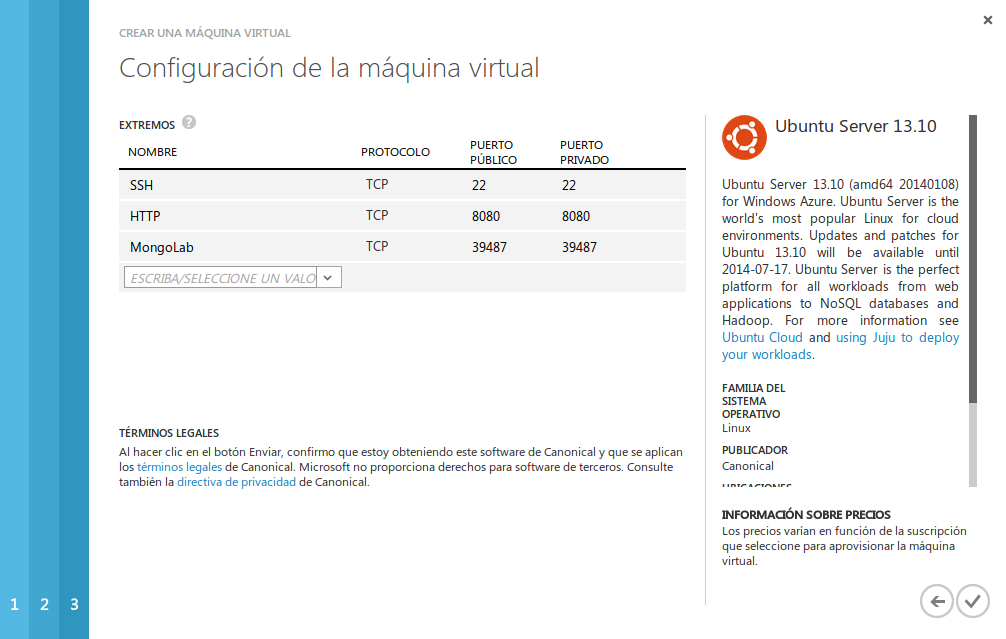 ×
CREAR UNA MÁQUINA VIRTUAL
Configuración de la máquina virtual
EXTREMOS ?
NOMBRE PROTOCOLO PUERTO PÚBLICO PUERTO PRIVADO
SSH TCP 22 22
HTTP TCP 8080 8080
MongoLab TCP 39487 39487
ESCRIBA/SELECCIONE UN VALO
TÉRMINOS LEGALES
Al hacer clic en el botón Enviar, confirmo que estoy obteniendo este software de Canonical y que se aplican
los términos legales de Canonical. Microsoft no proporciona derechos para software de terceros. Consulte
también la directiva de privacidad de Canonical.
Ubuntu Server 13.10
Ubuntu Server 13.10 (amd64 20140108)
for Windows Azure. Ubuntu Server is the
world's most popular Linux for cloud
environments. Updates and patches for
Ubuntu 13.10 will be available until
2014-07-17. Ubuntu Server is the perfect
platform for all workloads from web
applications to NoSQL databases and
Hadoop. For more information see
Ubuntu Cloud and using Juju to deploy
your workloads.
FAMILIA DEL
SISTEMA
OPERATIVO
Linux
PUBLICADOR
Canonical
UBICACIONES
INFORMACIÓN SOBRE PRECIOS
Los precios varían en función de la suscripción
que seleccione para aprovisionar la máquina
virtual.
1 2 3